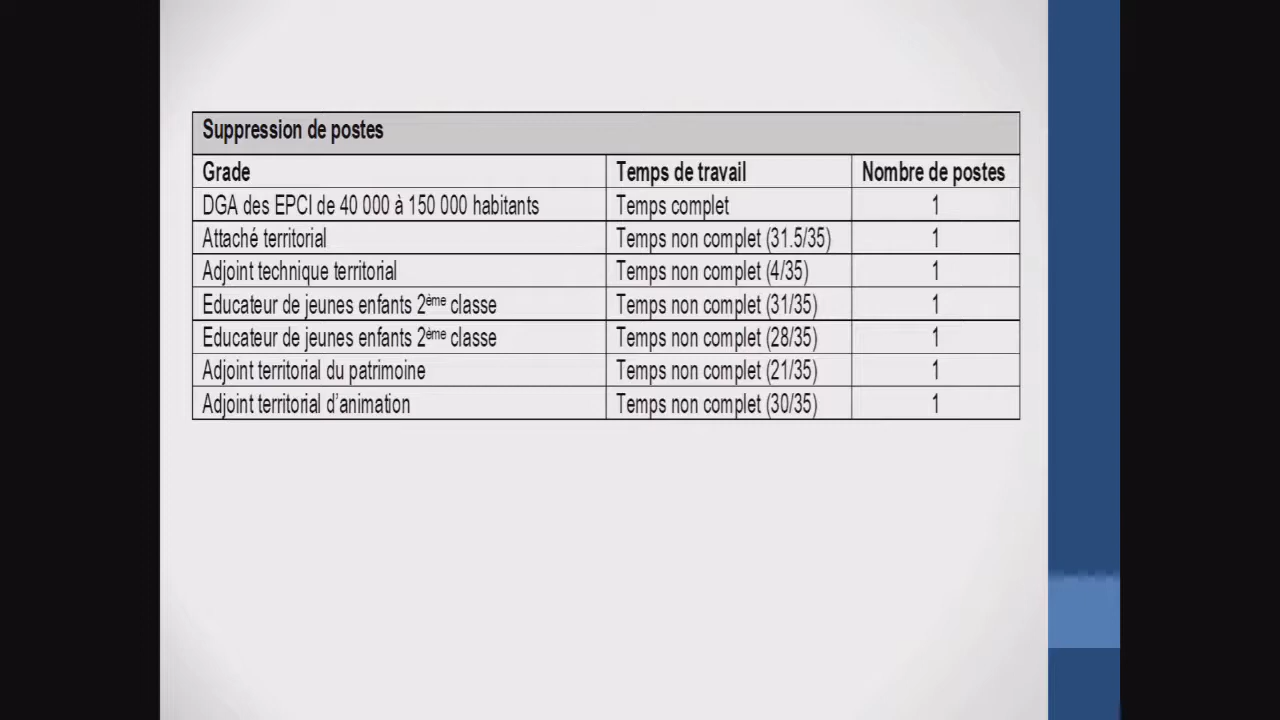 Suppression de postes
Grade Temps de travail Nombre de postes
DGA des EPCI de 40 000 à 150 000 habitants Temps complet 1
Attaché territorial Temps non complet (31.5/35) 1
Adjoint technique territorial Temps non complet (4/35) 1
Educateur de jeunes enfants 2ème classe Temps non complet (31/35) 1
Educateur de jeunes enfants 2ème classe Temps non complet (28/35) 1
Adjoint territorial du patrimoine Temps non complet (21/35) 1
Adjoint territorial d’animation Temps non complet (30/35) 1